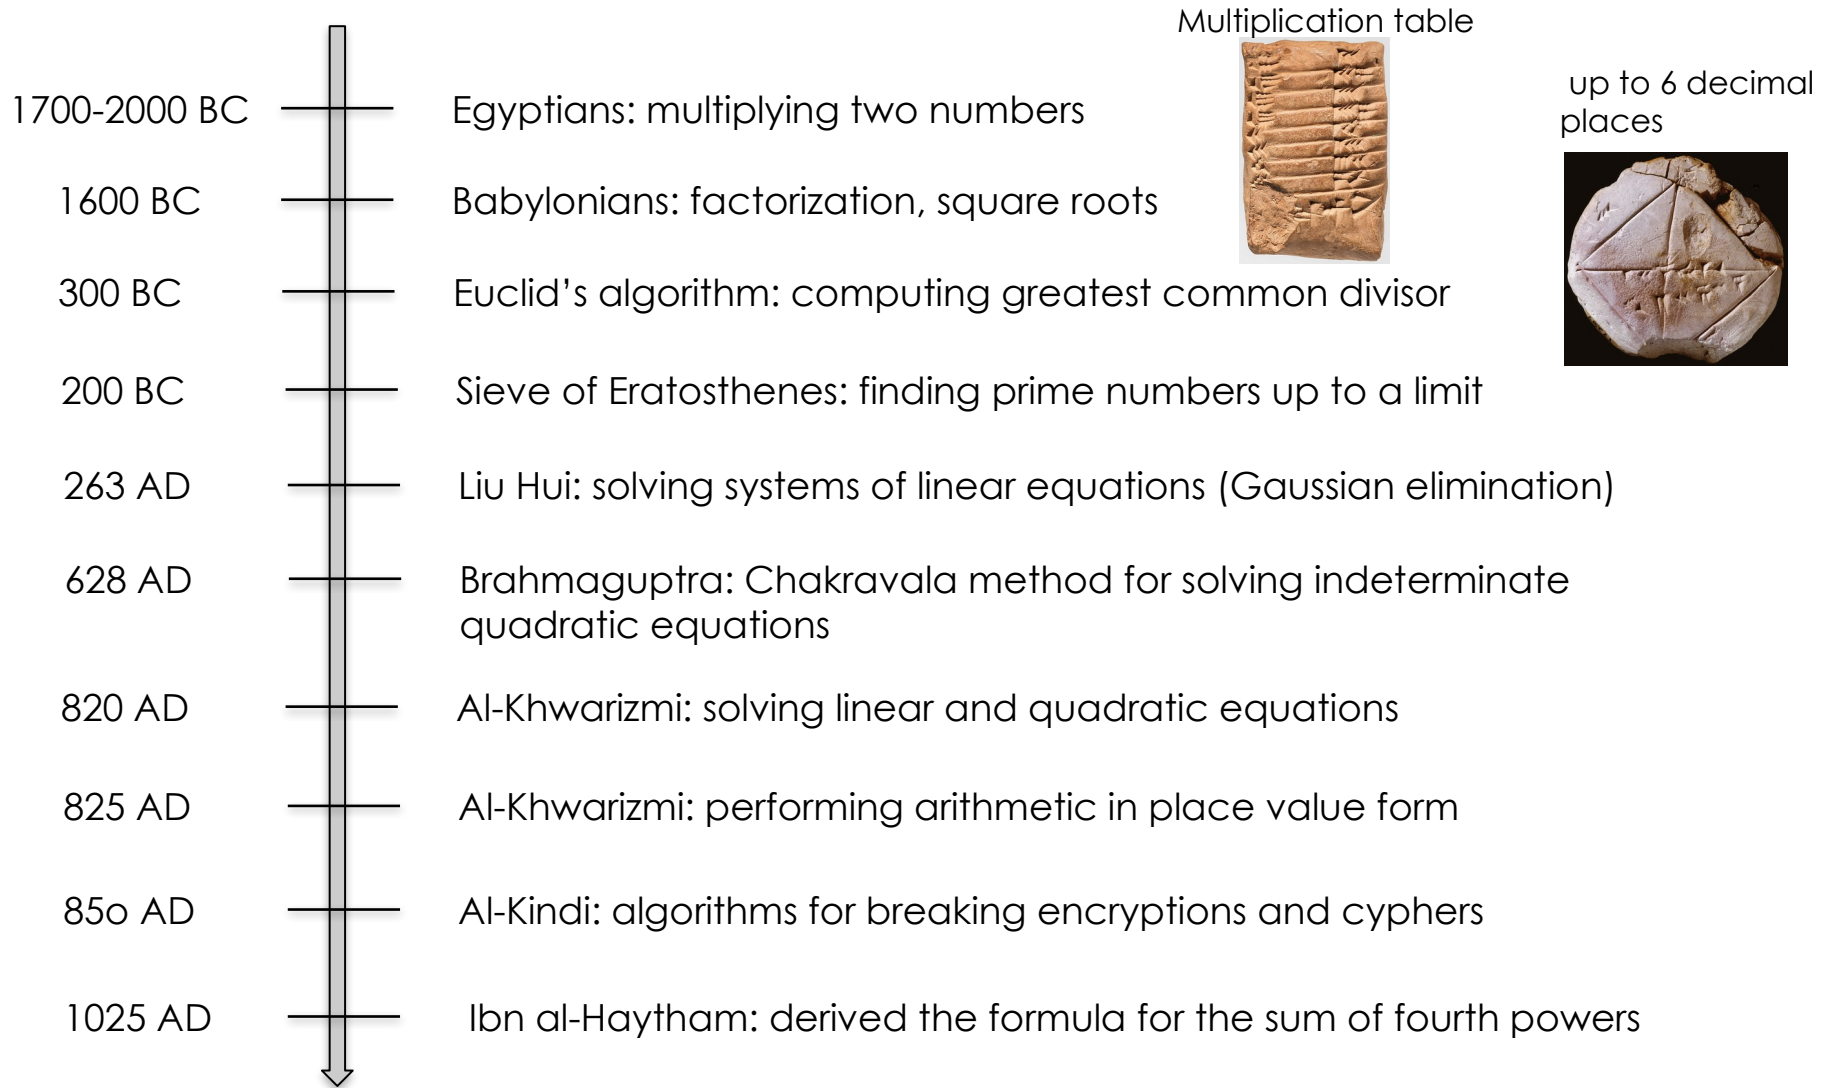 Multiplication table
up to 6 decimal
places
1700-2000 BC
Egyptians: multiplying two numbers
1600 BC
Babylonians: factorization, square roots
300 BC
Euclid’s algorithm: computing greatest common divisor
200 BC
Sieve of Eratosthenes: finding prime numbers up to a limit
263 AD
Liu Hui: solving systems of linear equations (Gaussian elimination)
628 AD
Brahmaguptra: Chakravala method for solving indeterminate
quadratic equations
820 AD
Al-Khwarizmi: solving linear and quadratic equations
825 AD
Al-Khwarizmi: performing arithmetic in place value form
85o AD
Al-Kindi: algorithms for breaking encryptions and cyphers
1025 AD
Ibn al-Haytham: derived the formula for the sum of fourth powers